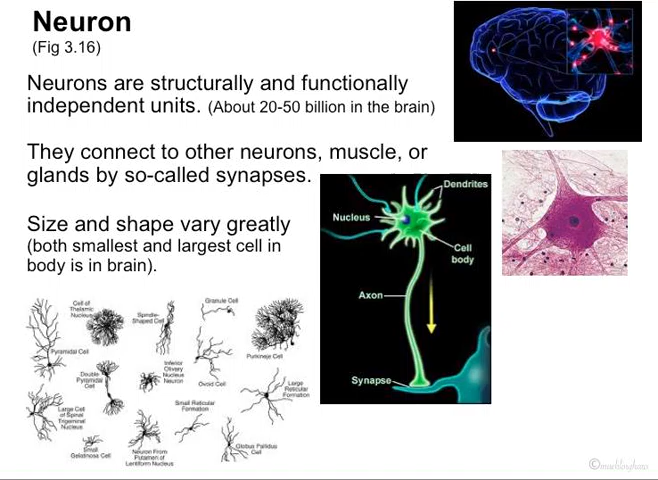 Neuron
(Fig 3.16)
Neurons are structurally and functionally
independent units. (About 20-50 billion in the brain)
They connect to other neurons, muscle, or
glands by so-called synapses.
Size and shape vary greatly
(both smallest and largest cell in
body is in brain).
Dendrites
Nucleus
Cell
body
Axon
Synapse
Cell of
Thalamic
Nucleus
Spindle-
Shaped Cell
Granule Cell
Pyramidal Cell
Purkinje Cell
Inferior
Olivary
Nucleus
Neuron
Double
Pyramidal
Cell
Ovoid Cell
Large
Reticular
Formation
Large Cell
of Spinal
Trigeminal
Nucleus
Small Reticular
Formation
Small
Gelatinosa Cell
Neuron From
Putamen of
Lentiform Nucleus
Globus Pallidus
Cell